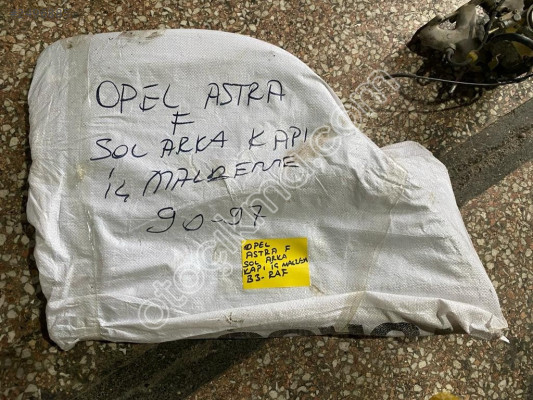 OPEL ASTRA
F
SOL ARKA KAPI
İÇ MALZEME
90-97
OPEL
ASTRA F
SOL ARKA
KAPI İÇ MALZEM
B3-RAF